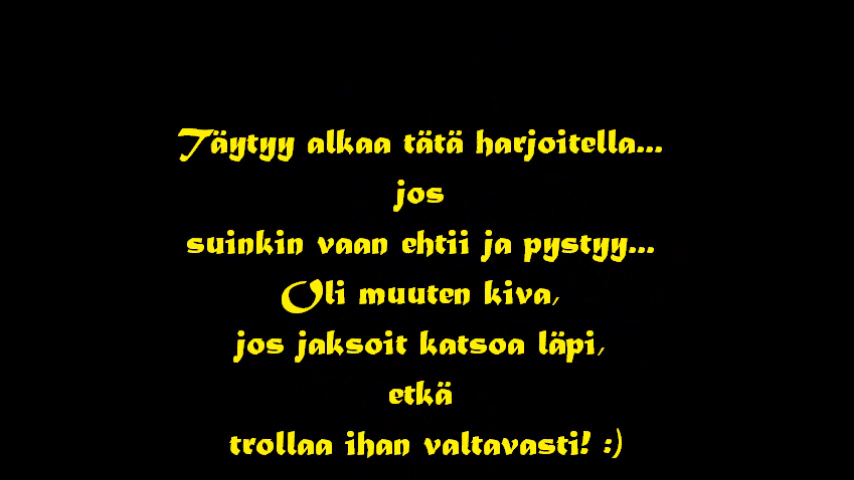 Täytyy alkaa tätä harjoitella...
jos
suinkin vaan ehtii ja pystyy...
Oli muuten kiva,
jos jaksoit katsoa läpi,
etkä
trollaa ihan valtavasti! :)